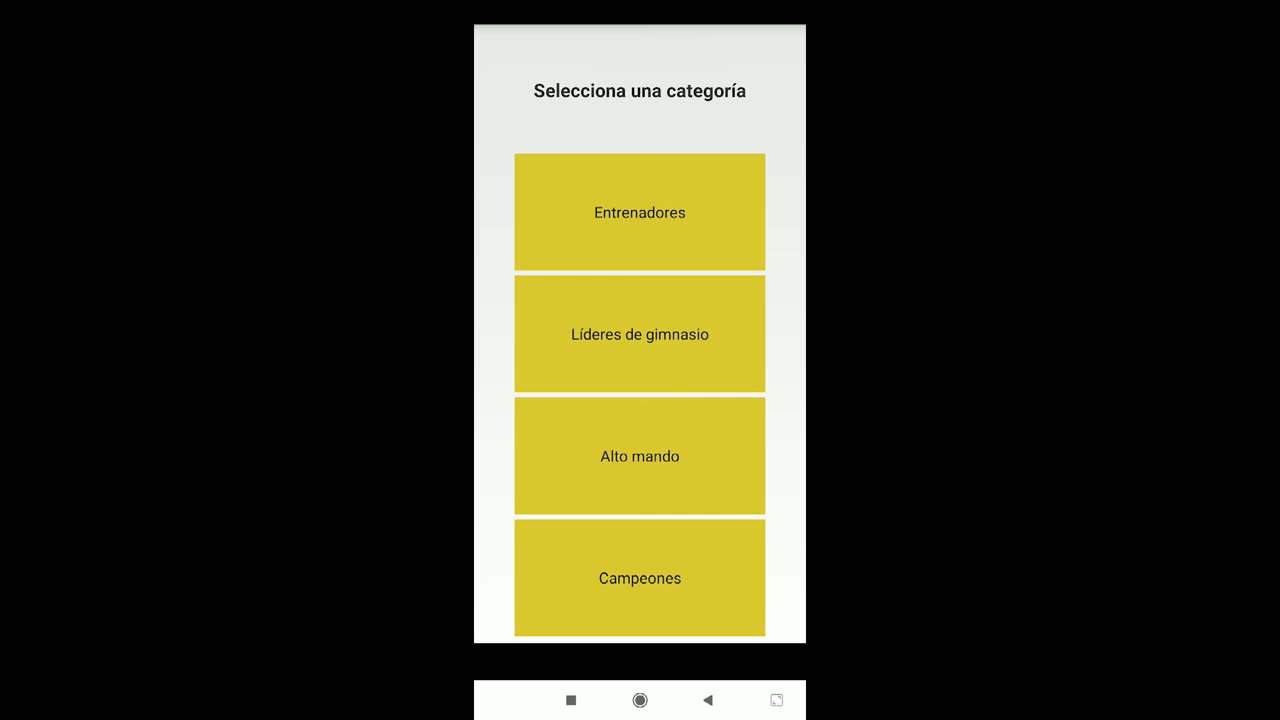 Selecciona una categoría
Entrenadores
Líderes de gimnasio
Alto mando
Campeones